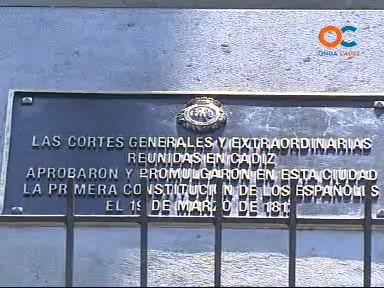 OC
ONDA CADIZ
LAS CORTES GENERALES Y EXTRAORDINARIAS
REUNIDAS EN CADIZ
APROBARON Y PROMULGARON EN ESTA CIUDAD
LA PRIMERA CONSTITUCION DE LOS ESPAÑOLES
EL 19 DE MARZO DE 1812